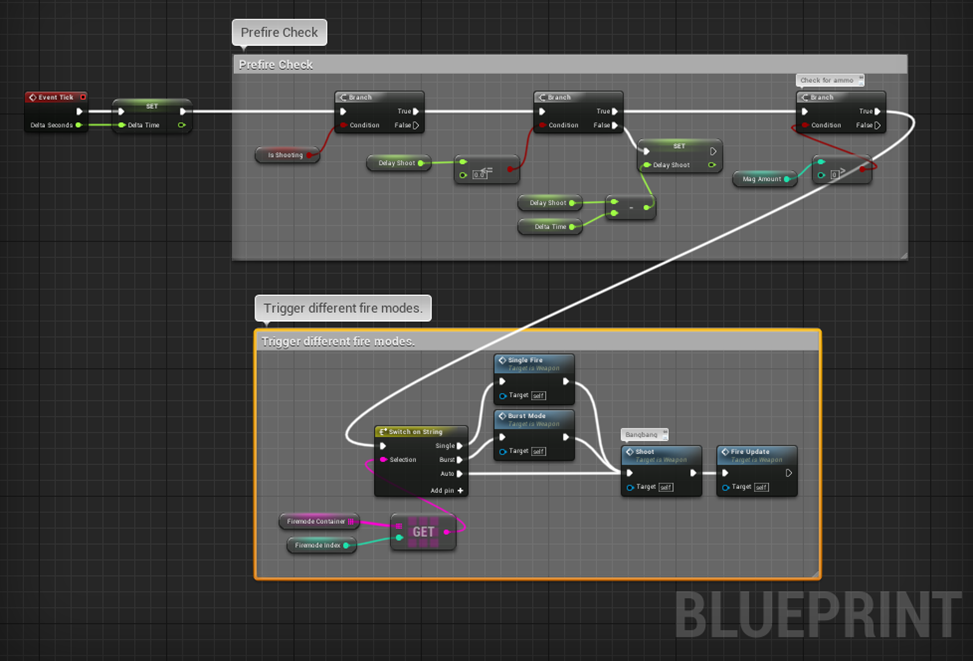 Prefire Check
Prefire Check
Check for ammo
Event Tick
SET
Branch
Branch
Branch
True
True
True
Delta Seconds
Delta Time
Condition
False
Condition
False
Condition
False
Is Shooting
Delay Shoot
0.0
<=
SET
Delay Shoot
Mag Amount
0
>
Delay Shoot
-
Delta Time
Trigger different fire modes.
Trigger different fire modes.
Single Fire
Target is Weapon
Target self
Burst Mode
Target is Weapon
Target self
Switch on String
Single
Selection
Burst
Auto
Add pin +
Bangbang
Shoot
Target is Weapon
Target self
Fire Update
Target is Weapon
Target self
Firemode Container
GET
Firemode Index
BLUEPRINT